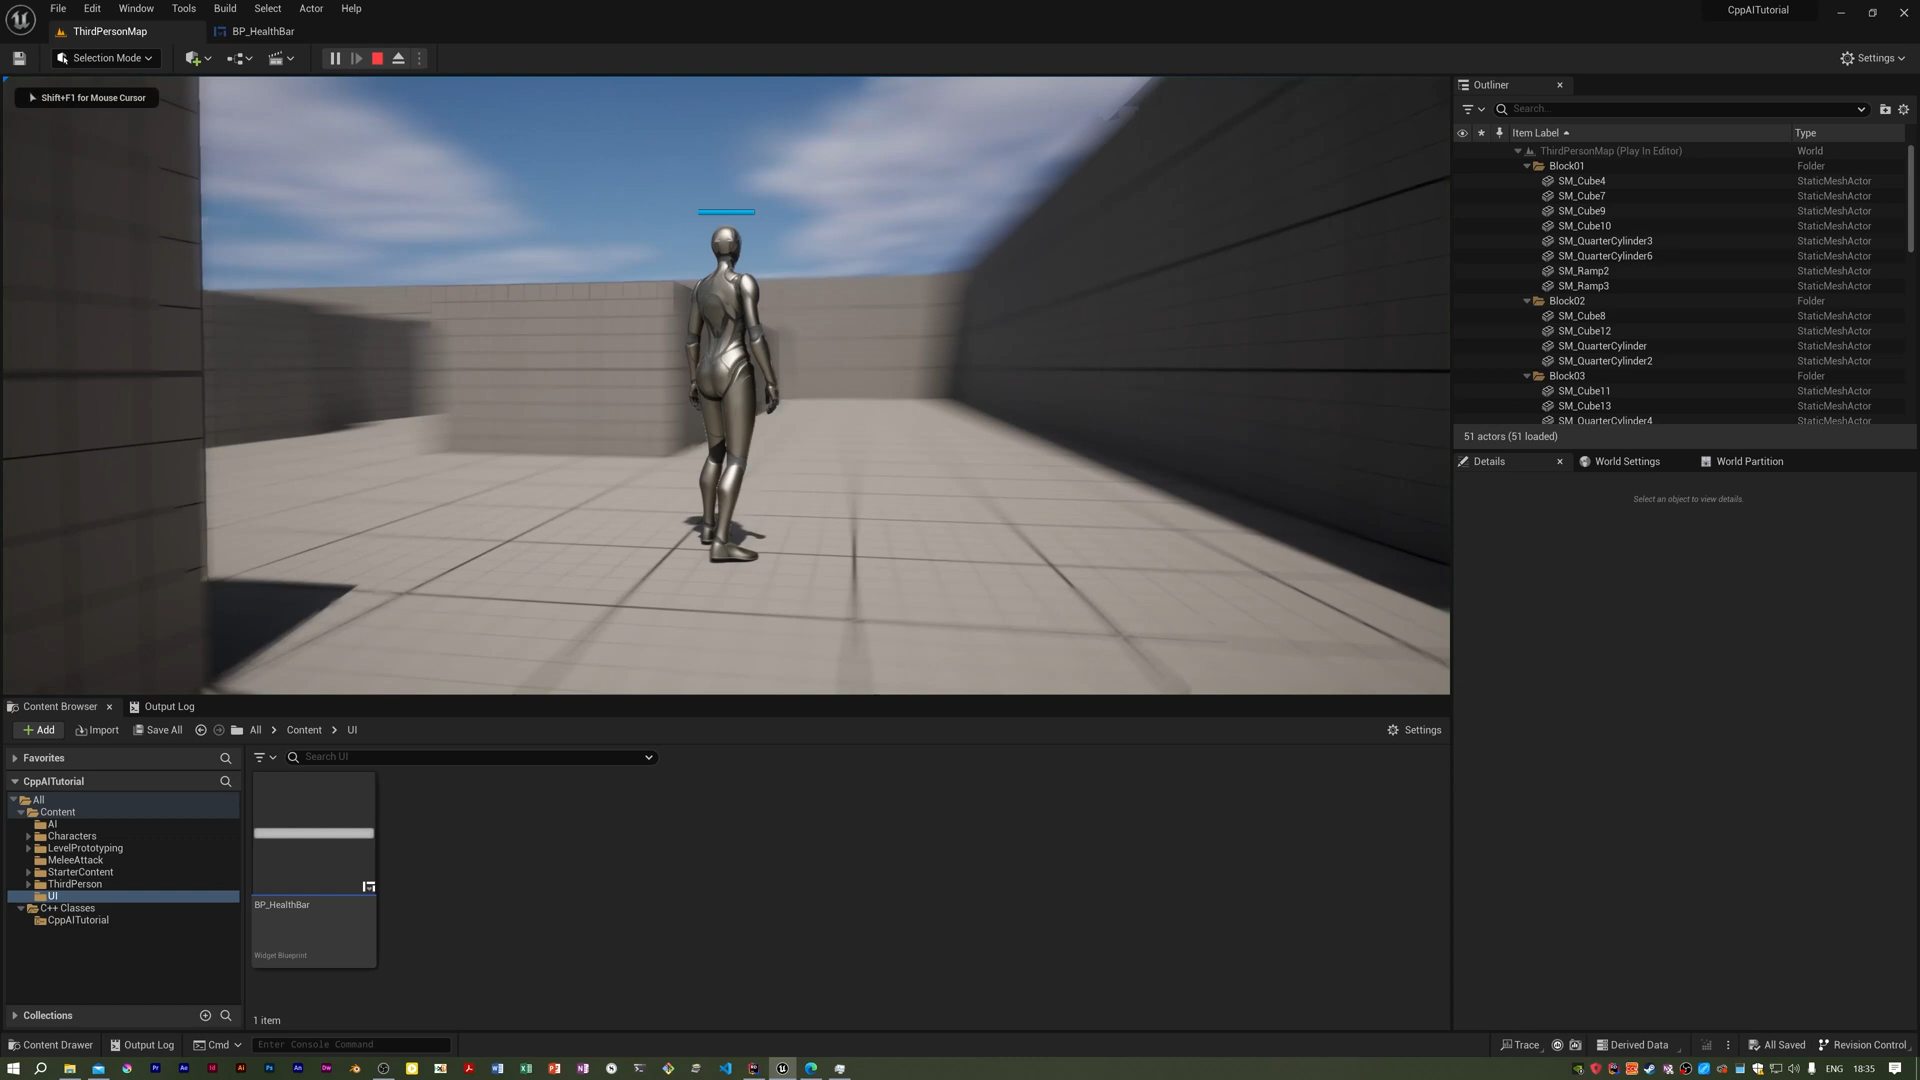 File Edit Window Tools Build Select Actor Help
CppAITutorial
ThirdPersonMap
BP_HealthBar
Selection Mode
Settings
Shift+F1 for Mouse Cursor
Outliner
Search...
Item Label
Type
ThirdPersonMap (Play In Editor) World
Block01 Folder
SM_Cube4 StaticMeshActor
SM_Cube7 StaticMeshActor
SM_Cube9 StaticMeshActor
SM_Cube10 StaticMeshActor
SM_QuarterCylinder3 StaticMeshActor
SM_QuarterCylinder6 StaticMeshActor
SM_Ramp2 StaticMeshActor
SM_Ramp3 StaticMeshActor
Block02 Folder
SM_Cube8 StaticMeshActor
SM_Cube12 StaticMeshActor
SM_QuarterCylinder StaticMeshActor
SM_QuarterCylinder2 StaticMeshActor
Block03 Folder
SM_Cube11 StaticMeshActor
SM_Cube13 StaticMeshActor
SM_QuarterCylinder4 StaticMeshActor
51 actors (51 loaded)
Details
World Settings
World Partition
Select an object to view details.
Content Browser
Output Log
Add
Import
Save All
All
Content
UI
Settings
Favorites
Search UI
CppAITutorial
All
Content
AI
Characters
LevelPrototyping
MeleeAttack
StarterContent
ThirdPerson
UI
C++ Classes
CppAITutorial
BP_HealthBar
Widget Blueprint
Collections
1 item
Content Drawer
Output Log
Cmd
Enter Console Command
Trace
Derived Data
All Saved
Revision Control
ENG
18:35